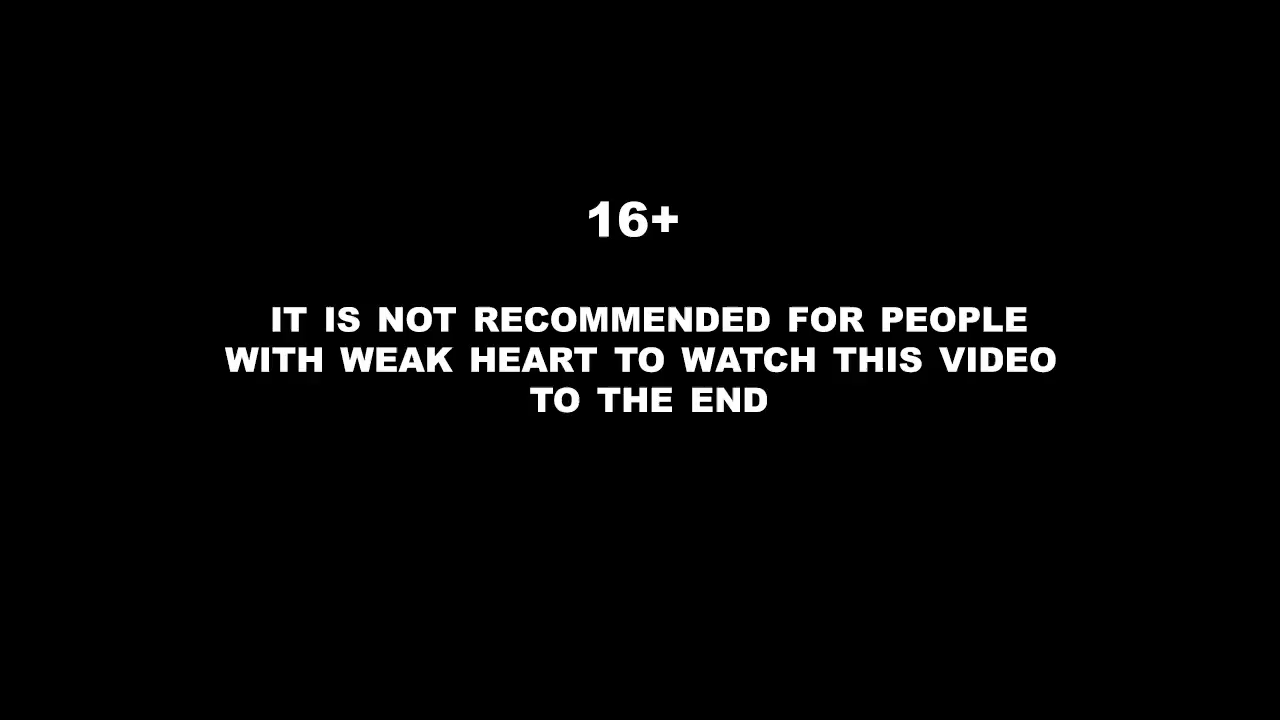 16+
IT IS NOT RECOMMENDED FOR PEOPLE
WITH WEAK HEART TO WATCH THIS VIDEO
TO THE END